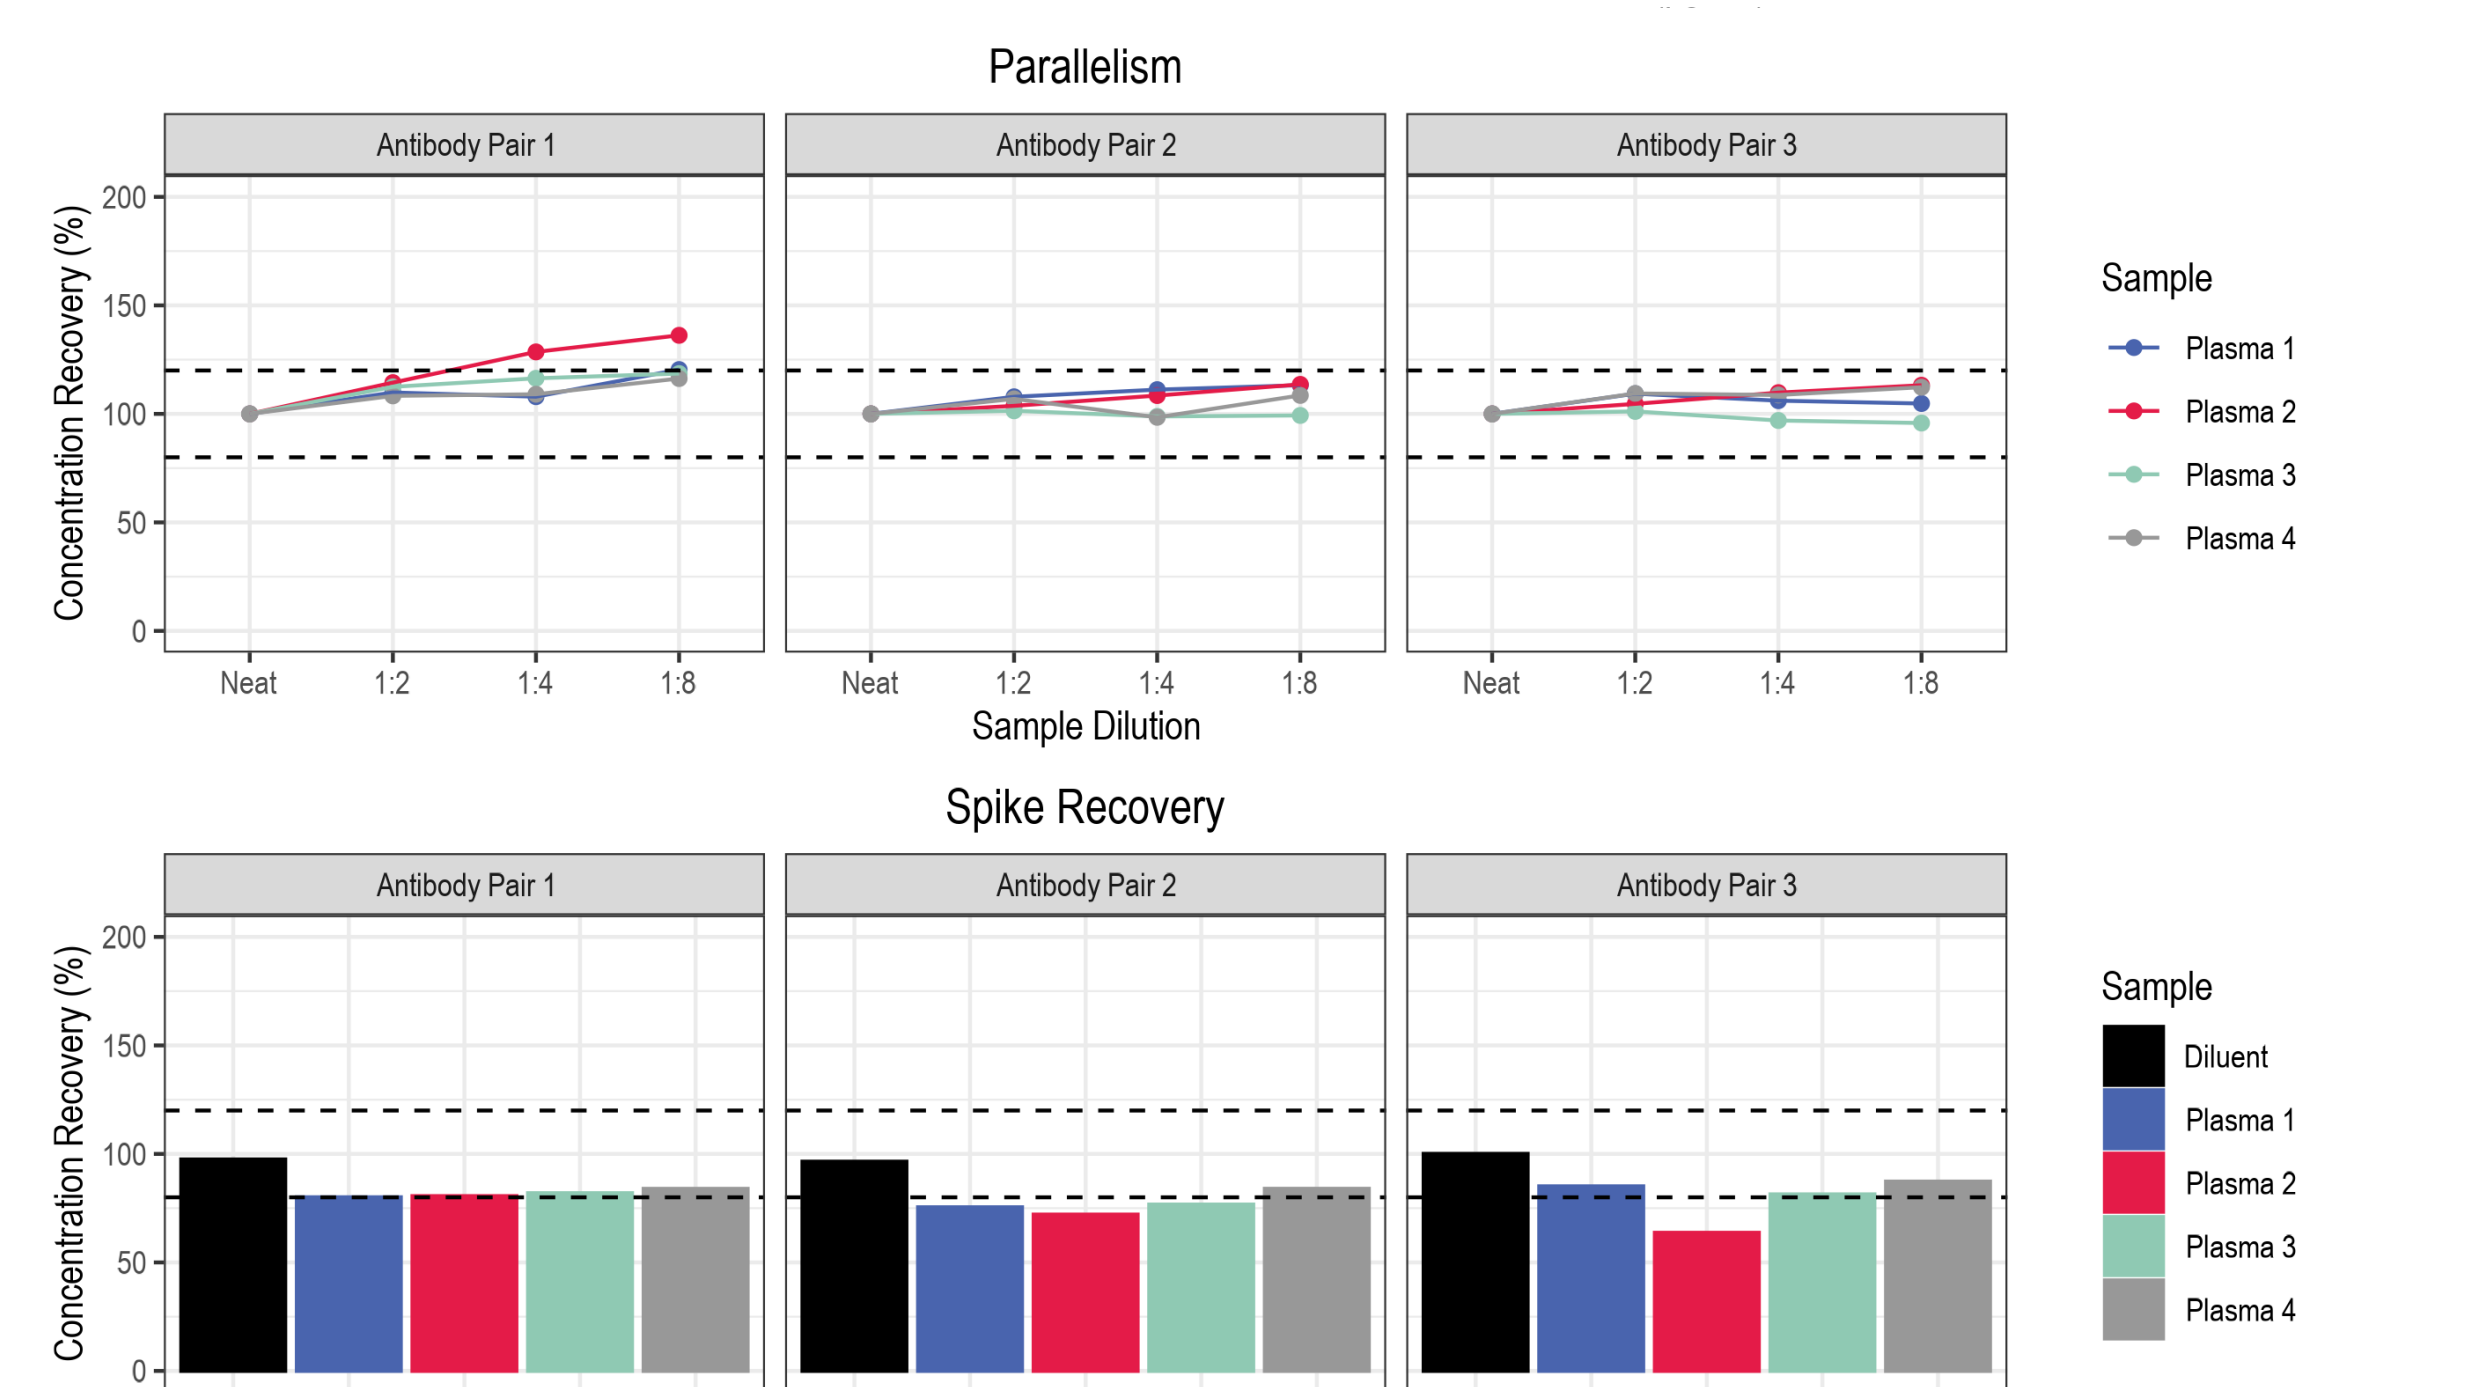 Parallelism
Antibody Pair 1
Antibody Pair 2
Antibody Pair 3
Concentration Recovery (%)
200
150
100
50
0
Neat 1:2 1:4 1:8
Neat 1:2 1:4 1:8
Neat 1:2 1:4 1:8
Sample Dilution
Sample
Plasma 1
Plasma 2
Plasma 3
Plasma 4
Spike Recovery
Antibody Pair 1
Antibody Pair 2
Antibody Pair 3
Concentration Recovery (%)
200
150
100
50
0
Sample
Diluent
Plasma 1
Plasma 2
Plasma 3
Plasma 4